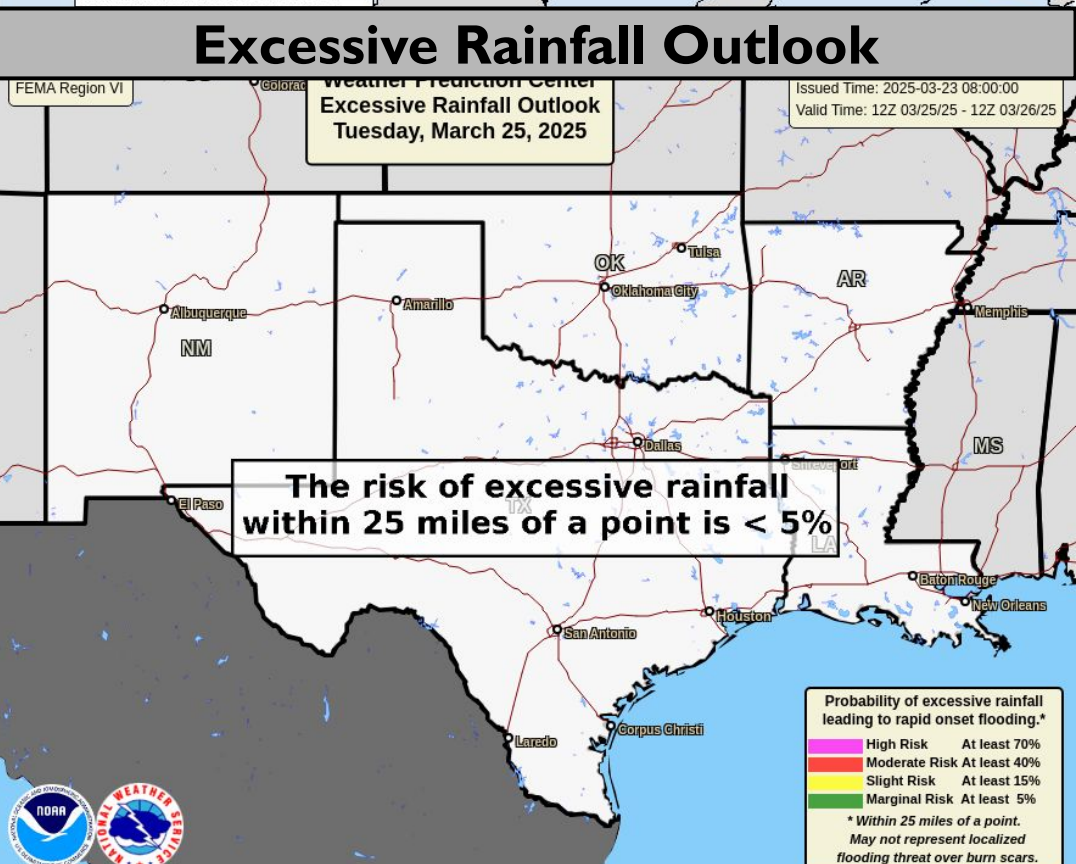 Excessive Rainfall Outlook
FEMA Region VI
Weather Prediction Center
Excessive Rainfall Outlook
Tuesday, March 25, 2025
Issued Time: 2025-03-23 08:00:00
Valid Time: 12Z 03/25/25 - 12Z 03/26/25
Tulsa
OK
Oklahoma City
AR
Amarillo
Albuquerque
Memphis
NM
Dallas
MS
Shreveport
The risk of excessive rainfall
within 25 miles of a point is < 5%
El Paso
TX
LA
Baton Rouge
New Orleans
Houston
San Antonio
Corpus Christi
Laredo
Probability of excessive rainfall
leading to rapid onset flooding.*
High Risk At least 70%
Moderate Risk At least 40%
Slight Risk At least 15%
Marginal Risk At least 5%
* Within 25 miles of a point.
May not represent localized
flooding threat over burn scars.
NOAA
NATIONAL WEATHER SERVICE